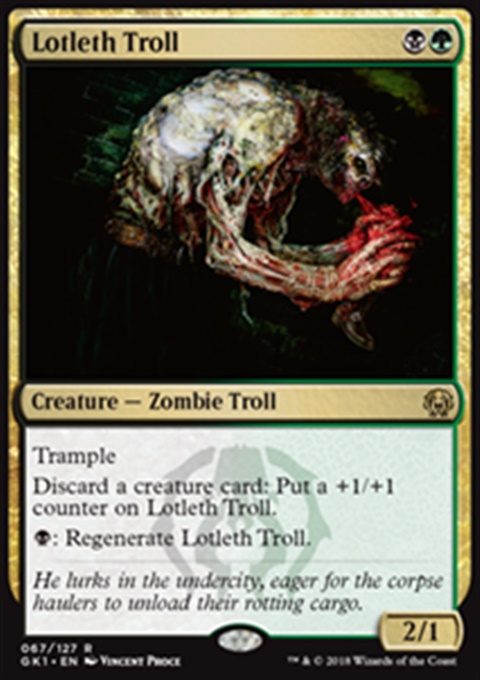 Lotleth Troll
Creature — Zombie Troll
Trample
Discard a creature card: Put a +1/+1
counter on Lotleth Troll.
: Regenerate Lotleth Troll.
He lurks in the undercity, eager for the corpse
haulers to unload their rotting cargo.
2/1
067/127 R
GK1 • EN Vincent Proce
™ & © 2018 Wizards of the Coast